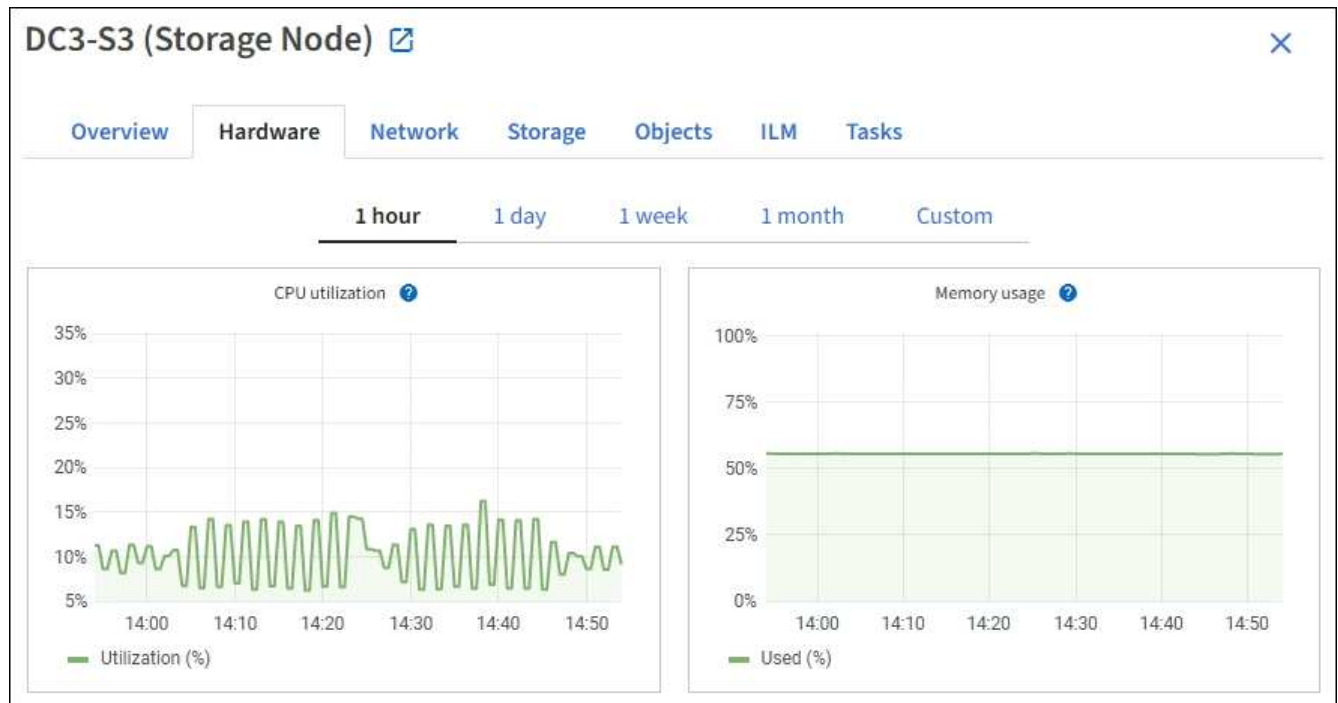 DC3-S3 (Storage Node)
Overview Hardware Network Storage Objects ILM Tasks
1 hour 1 day 1 week 1 month Custom
CPU utilization ?
35%
30%
25%
20%
15%
10%
5%
14:00 14:10 14:20 14:30 14:40 14:50
Utilization (%)
Memory usage ?
100%
75%
50%
25%
0%
14:00 14:10 14:20 14:30 14:40 14:50
Used (%)